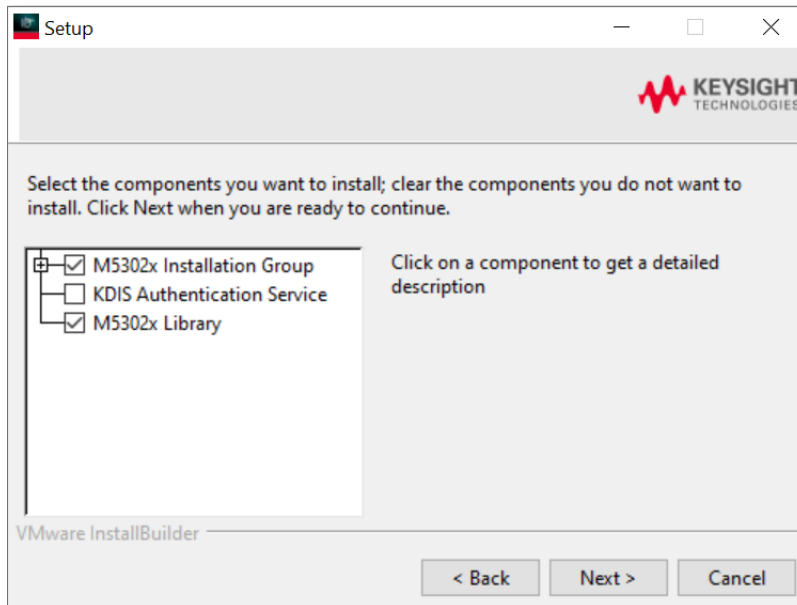 Setup
KEYSIGHT
TECHNOLOGIES
Select the components you want to install; clear the components you do not want to
install. Click Next when you are ready to continue.
M5302x Installation Group
KDIS Authentication Service
M5302x Library
Click on a component to get a detailed
description
VMware InstallBuilder
< Back
Next >
Cancel